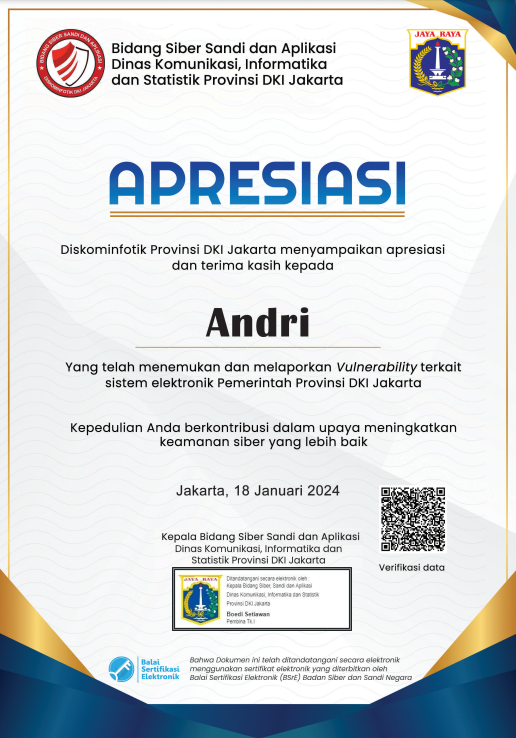 Bidang Siber Sandi dan Aplikasi
Dinas Komunikasi, Informatika
dan Statistik Provinsi DKI Jakarta
BIDANG SIBER SANDI DAN APLIKASI
DISKOMINFOTIK DKI JAKARTA
JAYA RAYA
APRESIASI
Diskominfotik Provinsi DKI Jakarta menyampaikan apresiasi
dan terima kasih kepada
Andri
Yang telah menemukan dan melaporkan Vulnerability terkait
sistem elektronik Pemerintah Provinsi DKI Jakarta
Kepedulian Anda berkontribusi dalam upaya meningkatkan
keamanan siber yang lebih baik
Jakarta, 18 Januari 2024
Verifikasi data
Kepala Bidang Siber Sandi dan Aplikasi
Dinas Komunikasi, Informatika dan
Statistik Provinsi DKI Jakarta
JAYA RAYA
Ditandatangani secara elektronik oleh :
Kepala Bidang Siber, Sandi dan Aplikasi
Dinas Komunikasi, Informatika dan Statistik
Provinsi DKI Jakarta
Boedi Setiawan
Pembina Tk.I
Balai
Sertifikasi
Elektronik
Bahwa Dokumen ini telah ditandatangani secara elektronik
menggunakan sertifikat elektronik yang diterbitkan oleh
Balai Sertifikasi Elektronik (BSrE) Badan Siber dan Sandi Negara